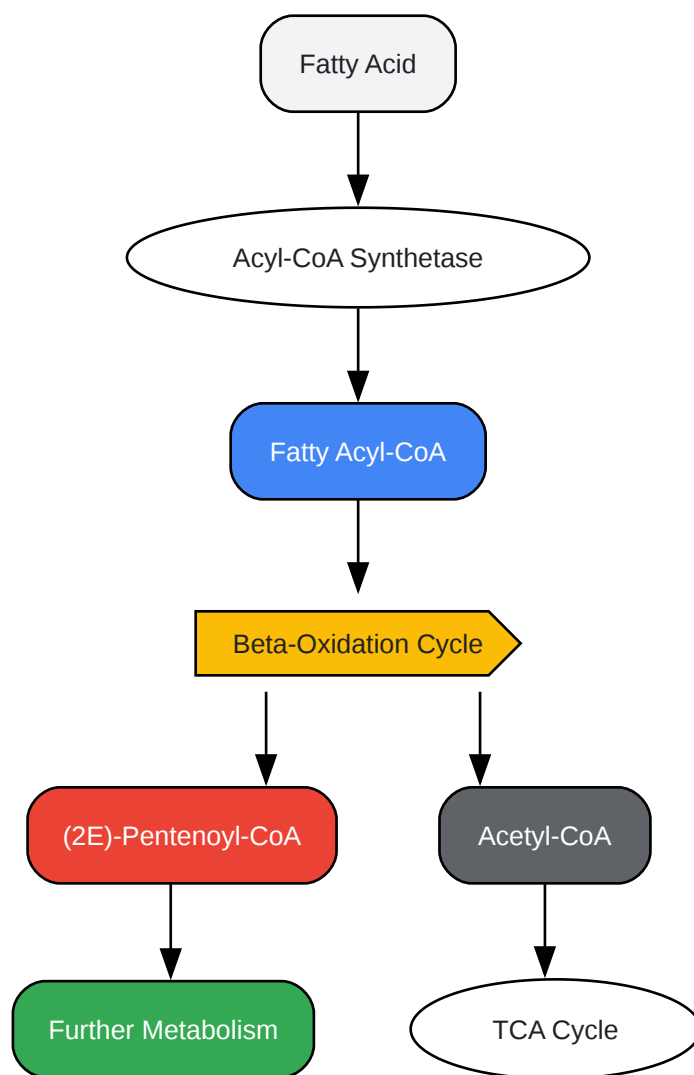 Fatty Acid
Acyl-CoA Synthetase
Fatty Acyl-CoA
Beta-Oxidation Cycle
(2E)-Pentenoyl-CoA
Acetyl-CoA
Further Metabolism
TCA Cycle